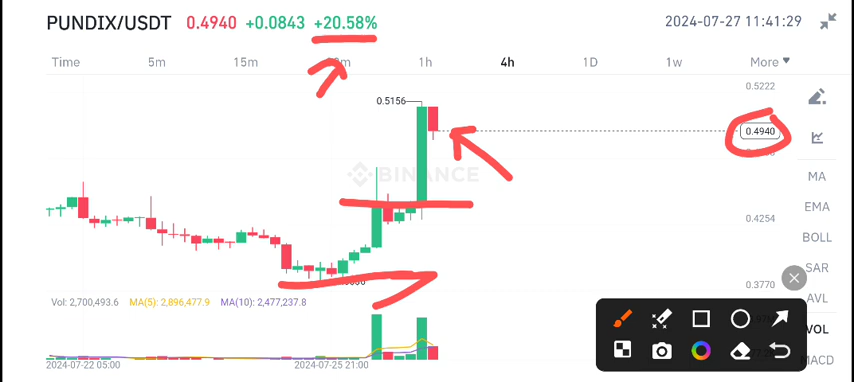 PUNDIX/USDT 0.4940 +0.0843 +20.58% 2024-07-27 11:41:29
Time 5m 15m 1h 4h 1D 1w More
0.5222
0.5156
0.4940
BINANCE
MA
EMA
0.4254
BOLL
SAR
0.3770
AVL
Vol: 2,700,493.6 MA(5): 2,896,477.9 MA(10): 2,477,237.8
VOL
MACD
2024-07-22 05:00 2024-07-25 21:00